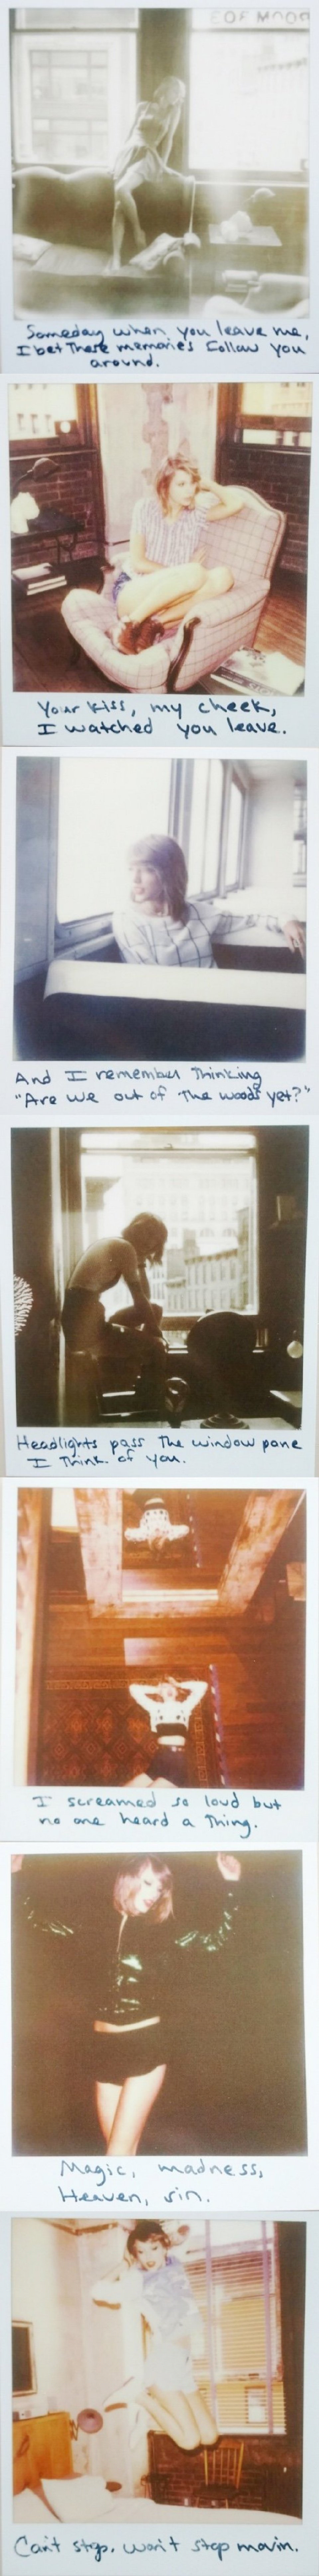 EOF MOOD
Someday when you leave me,
I bet these memories follow you
around.
Your kiss, my cheek,
I watched you leave.
And I remember thinking
"Are we out of the woods yet?"
Headlights pass the window pane
I think of you.
I screamed so loud but
no one heard a thing.
Magic, madness,
Heaven, sin.
Can't stop, won't stop movin.